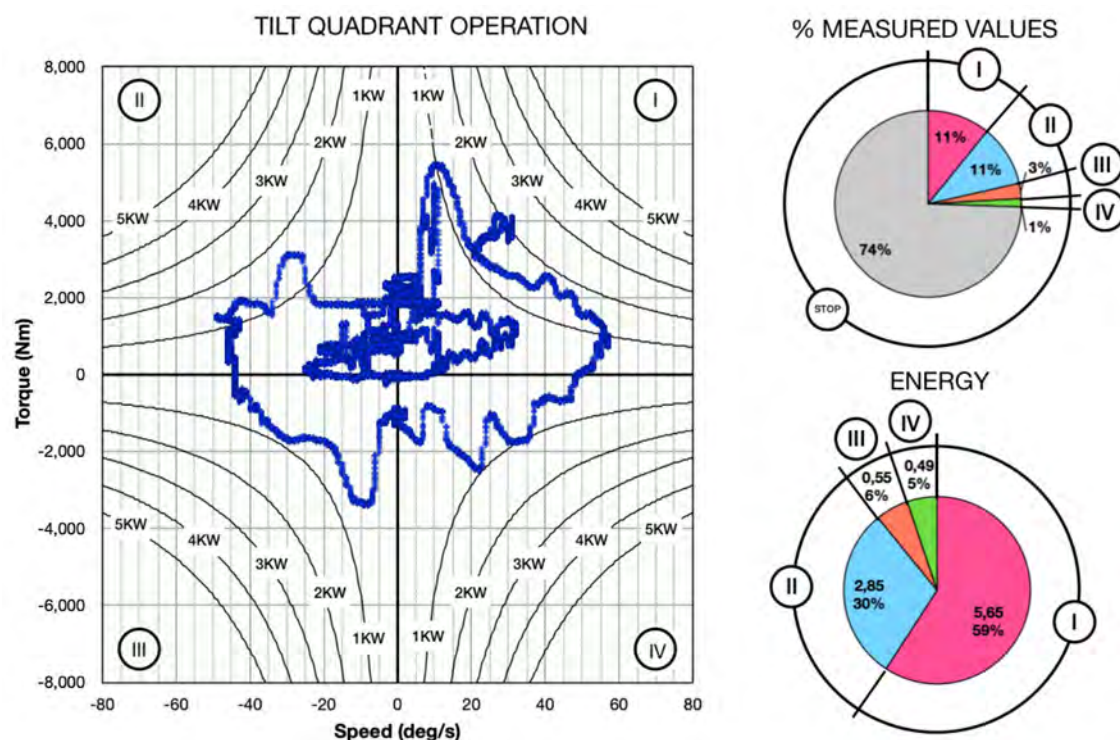 TILT QUADRANT OPERATION
8,000
6,000
4,000
2,000
0
-2,000
-4,000
-6,000
-8,000
Torque (Nm)
-80 -60 -40 -20 0 20 40 60 80
Speed (deg/s)
II
I
III
IV
1KW 1KW
2KW 2KW
3KW 3KW
4KW 4KW
5KW 5KW
5KW 5KW
4KW 4KW
3KW 3KW
2KW 2KW
1KW 1KW
% MEASURED VALUES
I
II
III
IV
STOP
11%
11%
3%
1%
74%
ENERGY
IV
III
II
I
0,49
5%
0,55
6%
2,85
30%
5,65
59%